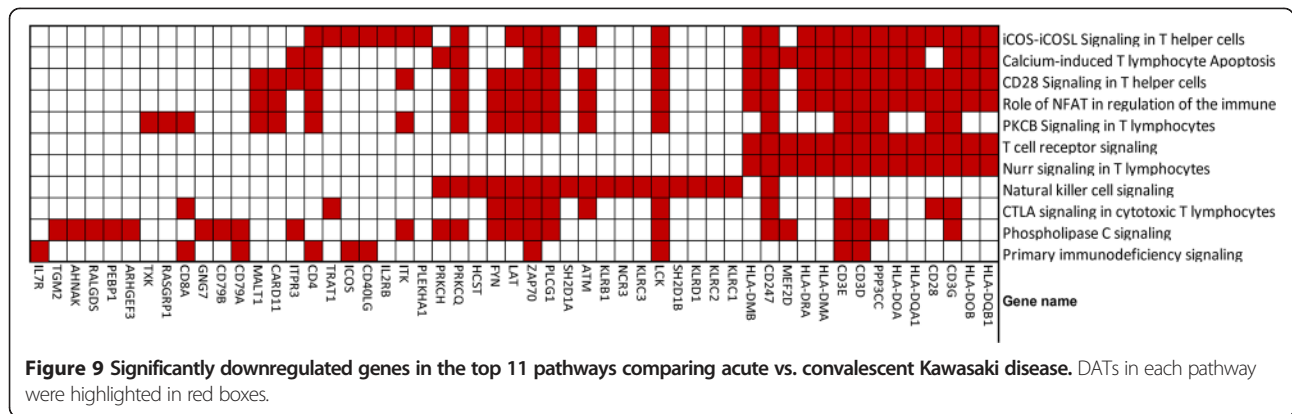 iCOS-iCOSL Signaling in T helper cells
Calcium-induced T lymphocyte Apoptosis
CD28 Signaling in T helper cells
Role of NFAT in regulation of the immune
PKCB Signaling in T lymphocytes
T cell receptor signaling
Nurr signaling in T lymphocytes
Natural killer cell signaling
CTLA signaling in cytotoxic T lymphocytes
Phospholipase C signaling
Primary immunodeficiency signaling
IL7R
TGM2
AHNAK
RALGDS
PEBP1
ARHGEF3
TXK
RASGRP1
CD8A
GNG7
CD79B
CD79A
MALT1
CARD11
ITPR3
CD4
TRAT1
ICOS
CD40LG
IL2RB
ITK
PLEKHA1
PRKCH
PRKCQ
HCST
FYN
LAT
ZAP70
PLCG1
SH2D1A
ATM
KLRB1
NCR3
KLRC3
LCK
SH2D1B
KLRD1
KLRC2
KLRC1
HLA-DMB
CD247
MEF2D
HLA-DRA
HLA-DMA
CD3E
CD3D
PPP3CC
HLA-DOA
HLA-DQA1
CD28
CD3G
HLA-DOB
HLA-DQB1
Gene name
Figure 9 Significantly downregulated genes in the top 11 pathways comparing acute vs. convalescent Kawasaki disease. DATs in each pathway
were highlighted in red boxes.